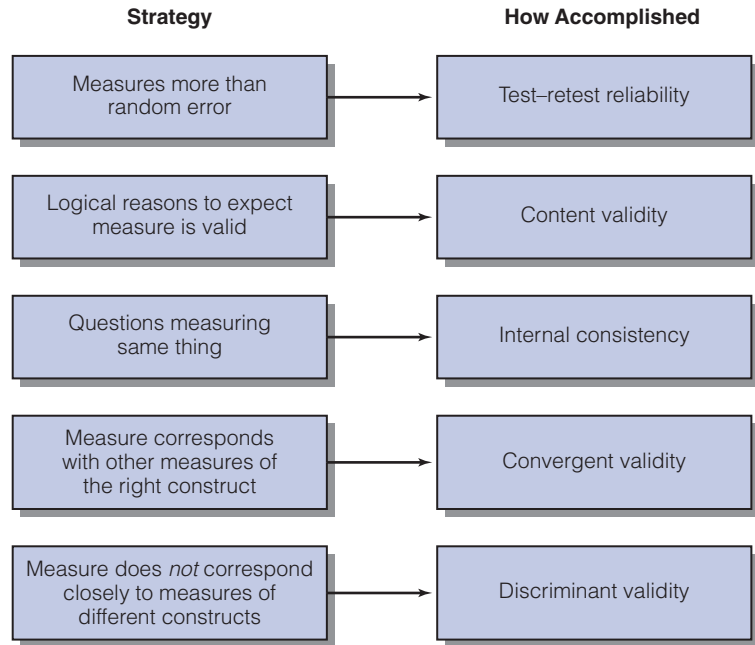 Strategy
How Accomplished
Measures more than
random error
Test–retest reliability
Logical reasons to expect
measure is valid
Content validity
Questions measuring
same thing
Internal consistency
Measure corresponds
with other measures of
the right construct
Convergent validity
Measure does not correspond
closely to measures of
different constructs
Discriminant validity